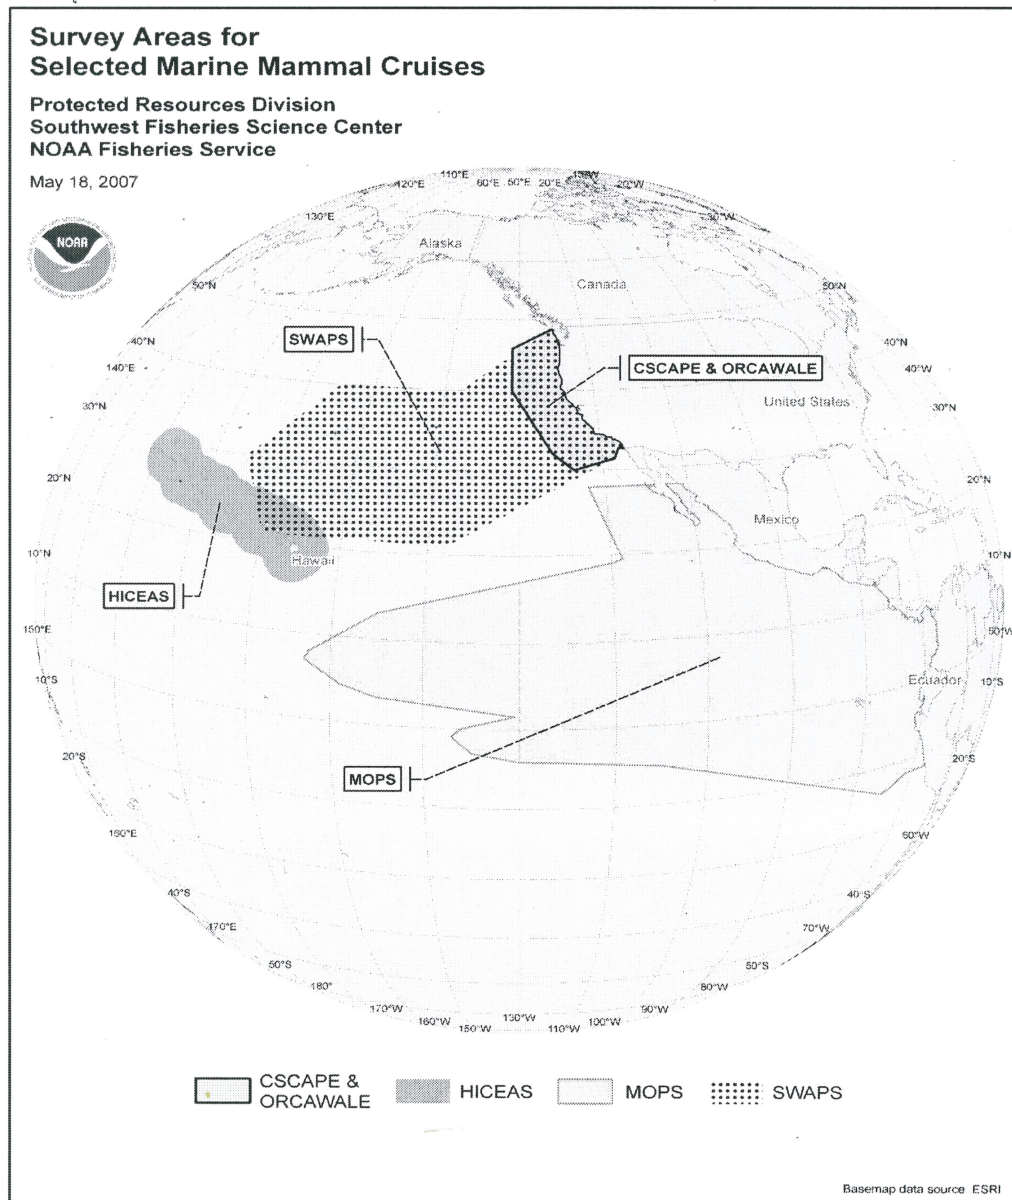 Survey Areas for
Selected Marine Mammal Cruises
Protected Resources Division
Southwest Fisheries Science Center
NOAA Fisheries Service
May 18, 2007
NOAA
120°E 110°E 60°E 50°E 20°E 20°W
130°E 30°W
Alaska
Canada
50°N 50°N
SWAPS
40°N 40°N
140°E 40°W
CSCAPE & ORCAWALE
United States
30°N 30°N
20°N 20°N
Mexico
10°N 10°N
Hawaii
HICEAS
150°E 50°W
Ecuador
10°S 10°S
20°S 20°S
MOPS
160°E 60°W
40°S 40°S
170°E 70°W
50°S 50°S
180° 80°W
170°W 160°W 150°W 130°W 110°W 100°W 90°W
CSCAPE &
ORCAWALE
HICEAS
MOPS
SWAPS
Basemap data source ESRI